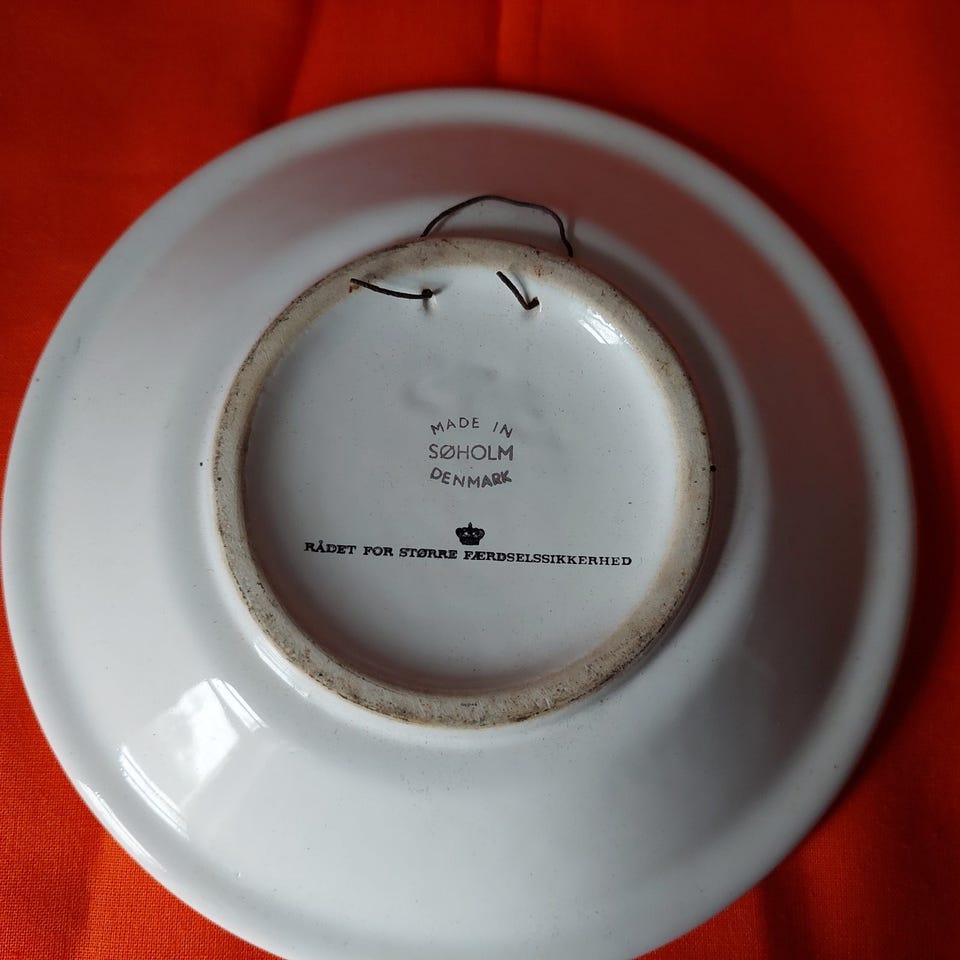 MADE IN
SØHOLM
DENMARK
RÅDET FOR STØRRE FÆRDSELSSIKKERHED